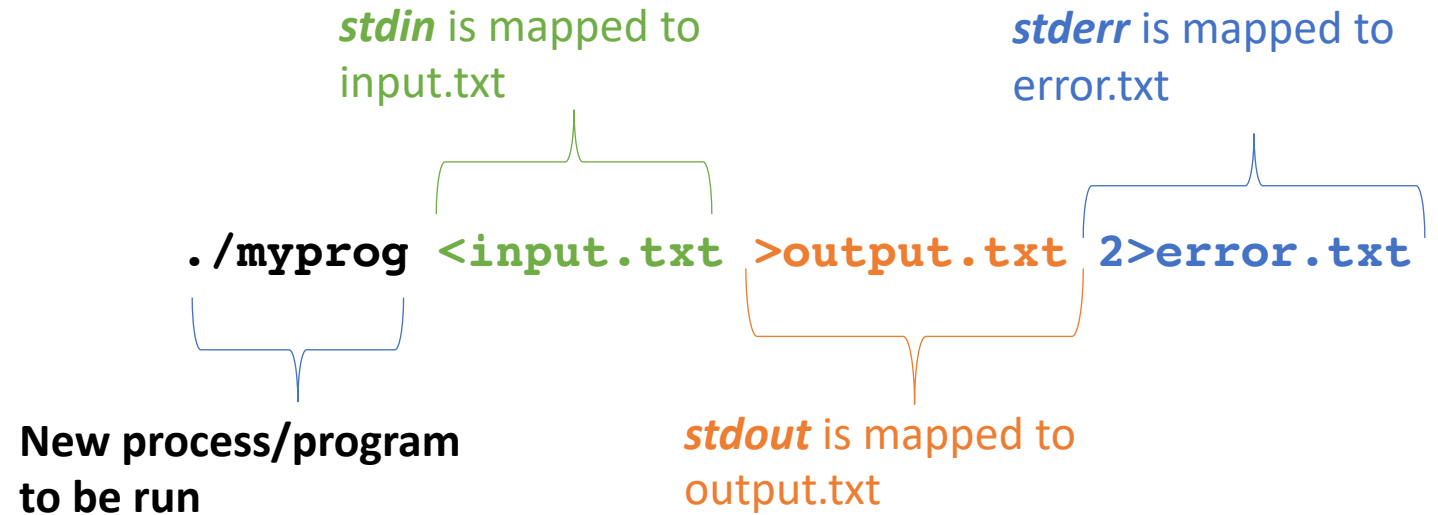 stdin is mapped to
input.txt
stderr is mapped to
error.txt
./myprog <input.txt >output.txt 2>error.txt
New process/program
to be run
stdout is mapped to
output.txt